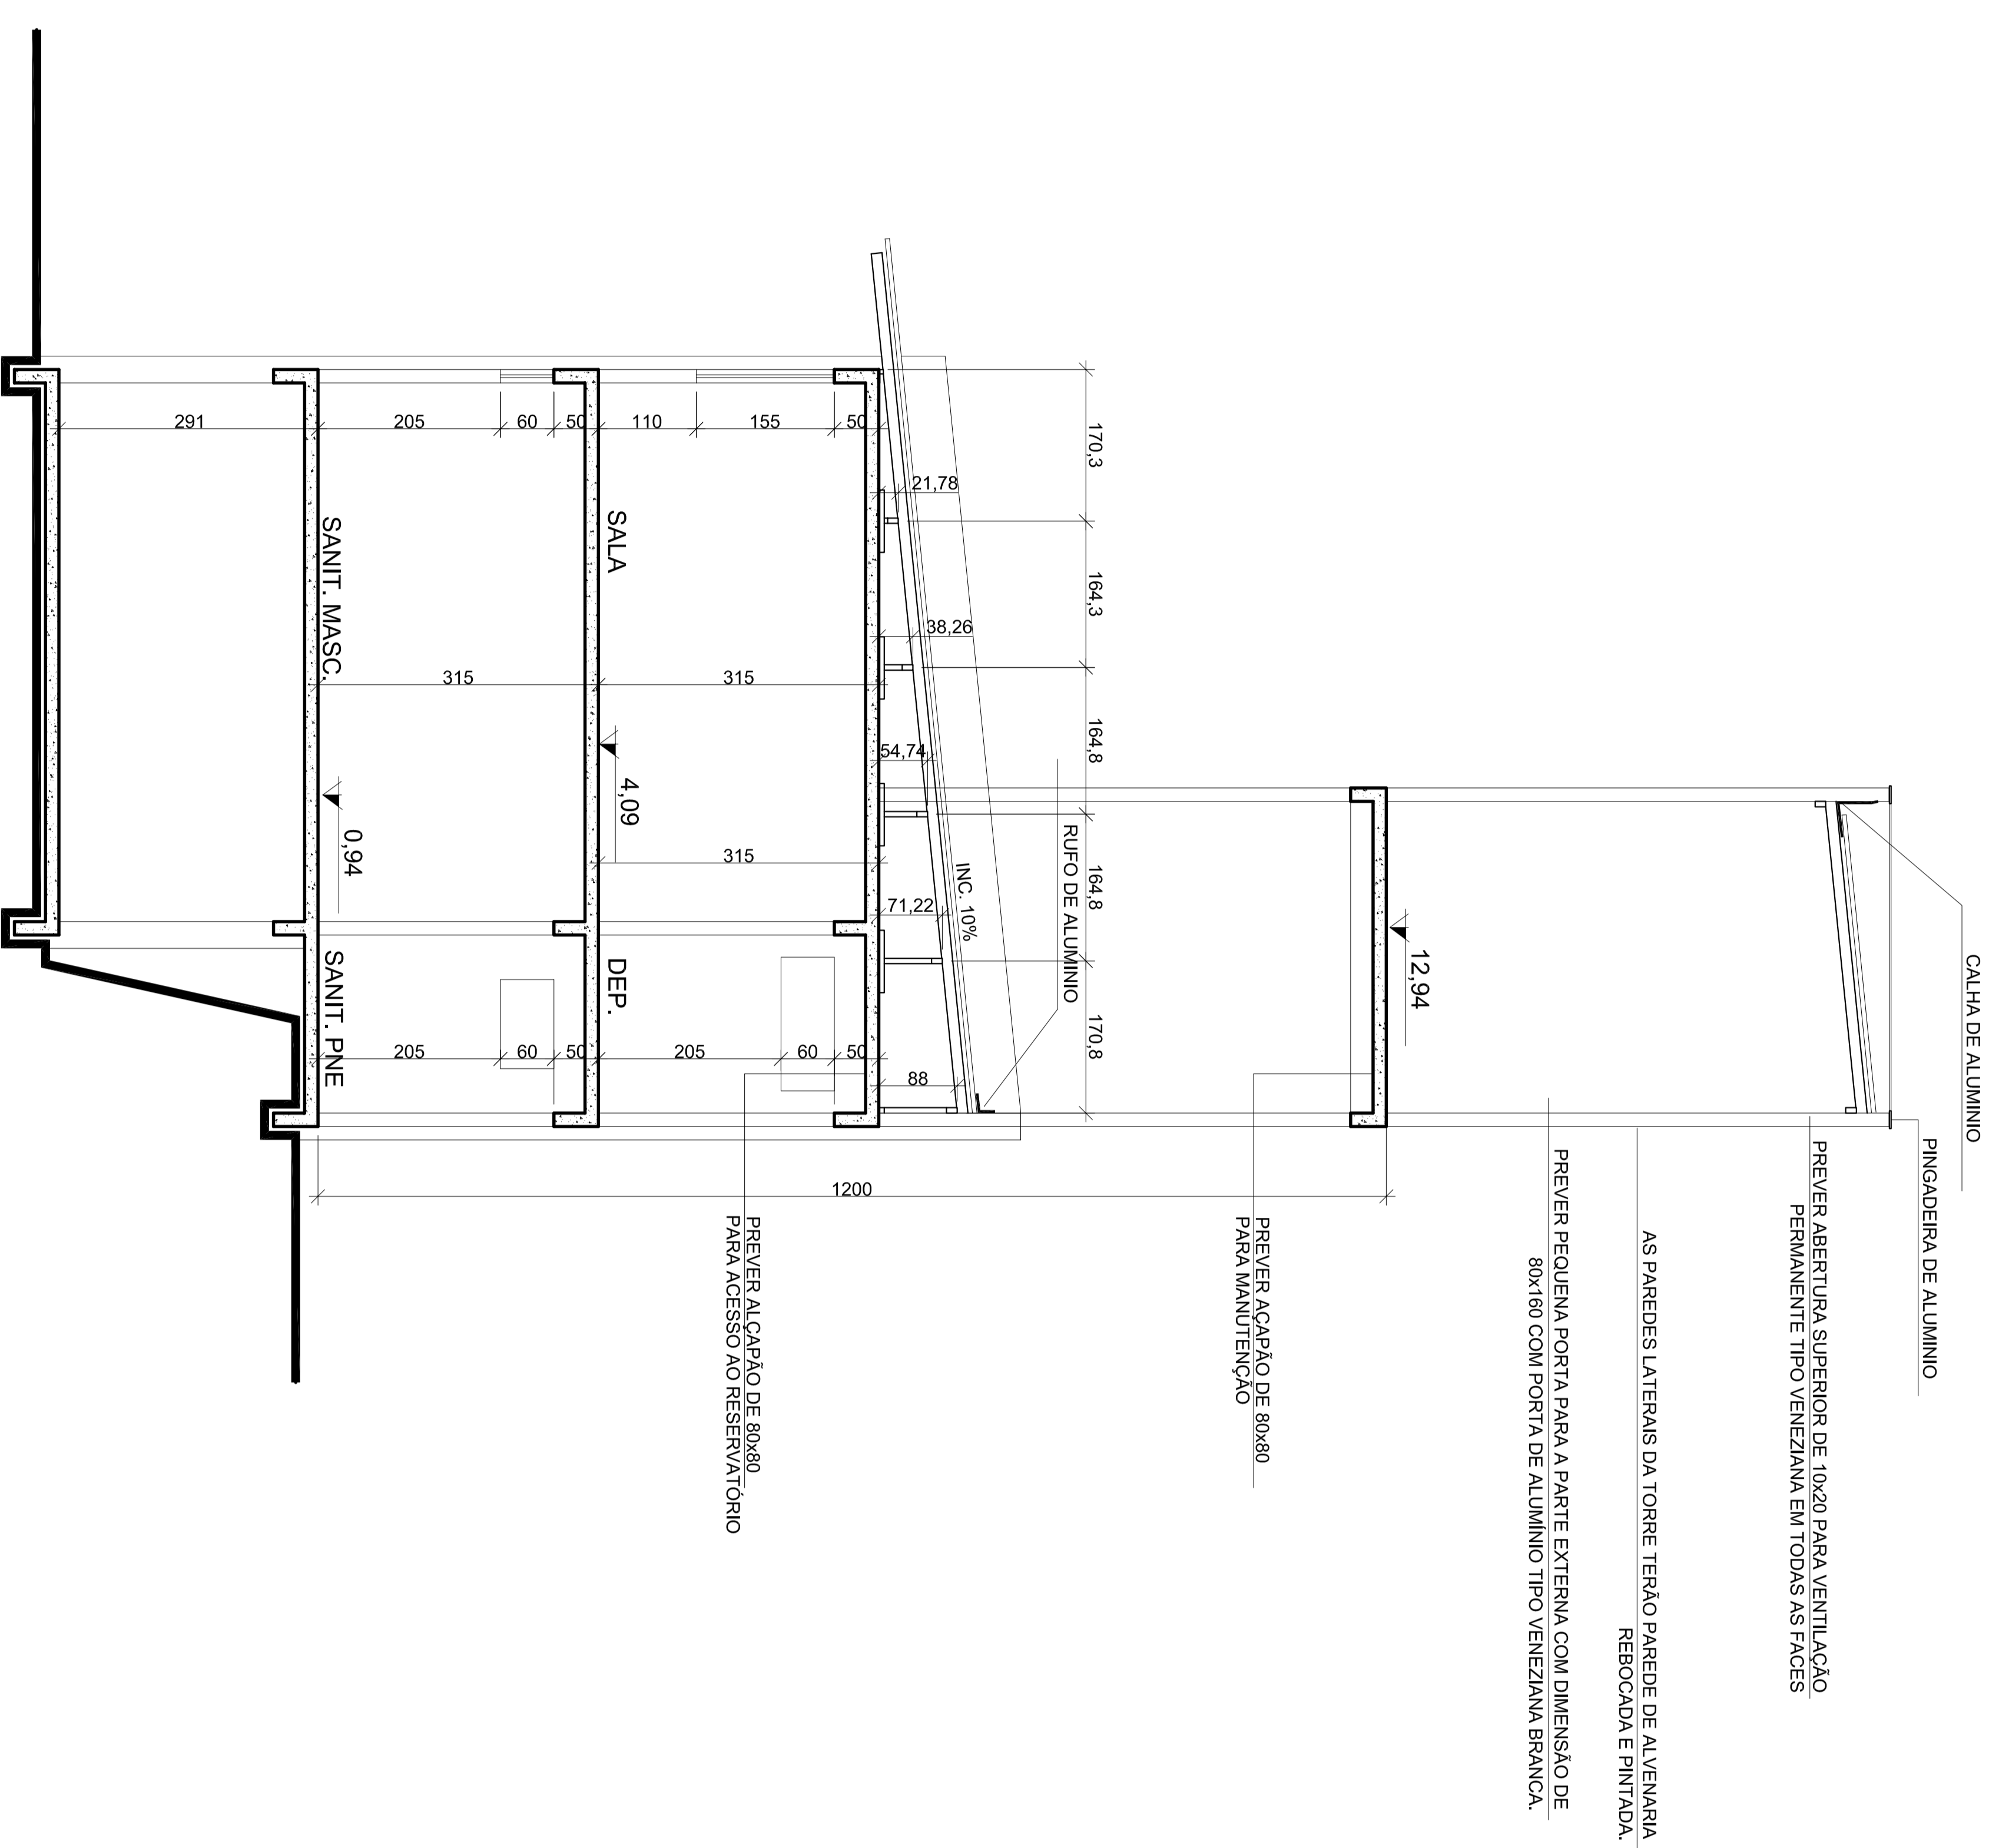 CALHA DE ALUMINIO
PINGADEIRA DE ALUMINIO
PREVER ABERTURA SUPERIOR DE 10x20 PARA VENTILAÇÃO
PERMANENTE TIPO VENEZIANA EM TODAS AS FACES
AS PAREDES LATERAIS DA TORRE TERÃO PAREDE DE ALVENARIA
REBOCADA E PINTADA.
PREVER PEQUENA PORTA PARA A PARTE EXTERNA COM DIMENSÃO DE
80x160 COM PORTA DE ALUMÍNIO TIPO VENEZIANA BRANCA.
12,94
PREVER AÇAPÃO DE 80x80
PARA MANUTENÇÃO
170,3
164,3
164,8
164,8
170,8
RUFO DE ALUMINIO
INC. 10%
21,78
38,26
54,74
71,22
88
1200
PREVER ALÇAPÃO DE 80x80
PARA ACESSO AO RESERVATÓRIO
SALA
4,09
DEP.
SANIT. MASC.
0,94
SANIT. PNE
291
205
60
50
110
155
50
315
315
315
205
60
50
205
60
50